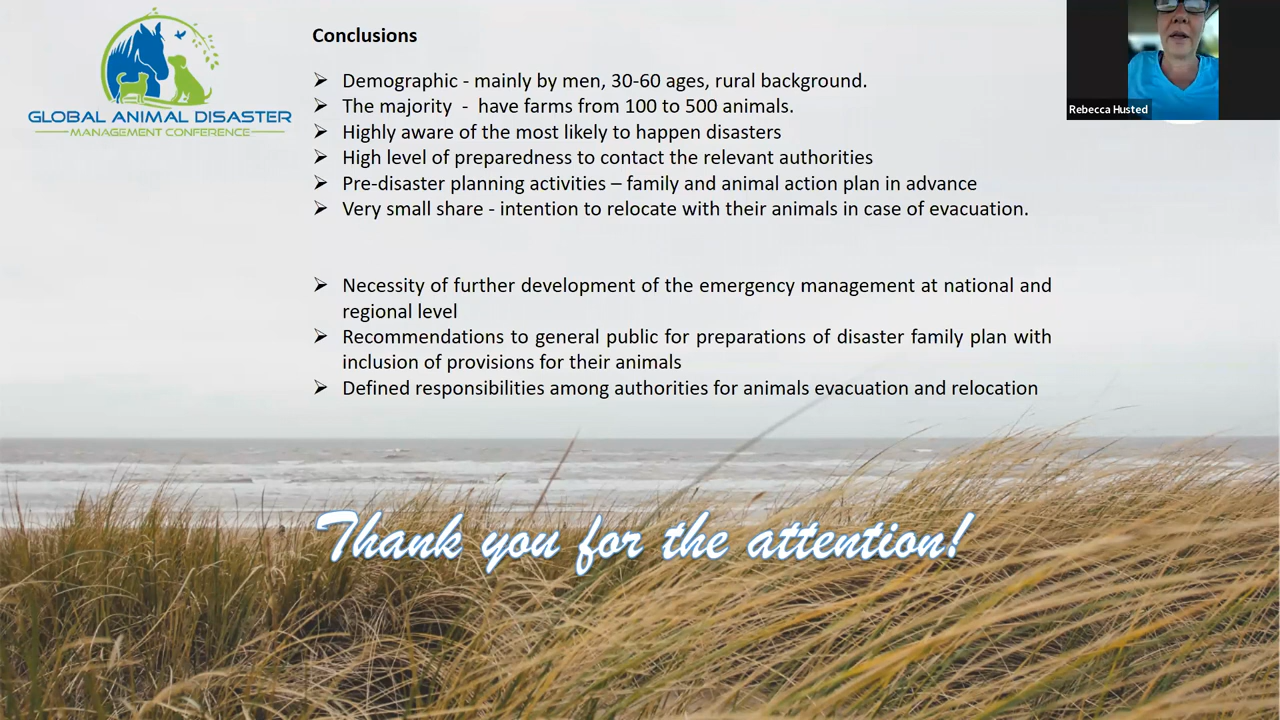 GLOBAL ANIMAL DISASTER
MANAGEMENT CONFERENCE
Conclusions
➢ Demographic - mainly by men, 30-60 ages, rural background.
➢ The majority - have farms from 100 to 500 animals.
➢ Highly aware of the most likely to happen disasters
➢ High level of preparedness to contact the relevant authorities
➢ Pre-disaster planning activities – family and animal action plan in advance
➢ Very small share - intention to relocate with their animals in case of evacuation.
➢ Necessity of further development of the emergency management at national and
regional level
➢ Recommendations to general public for preparations of disaster family plan with
inclusion of provisions for their animals
➢ Defined responsibilities among authorities for animals evacuation and relocation
Thank you for the attention!
Rebecca Husted